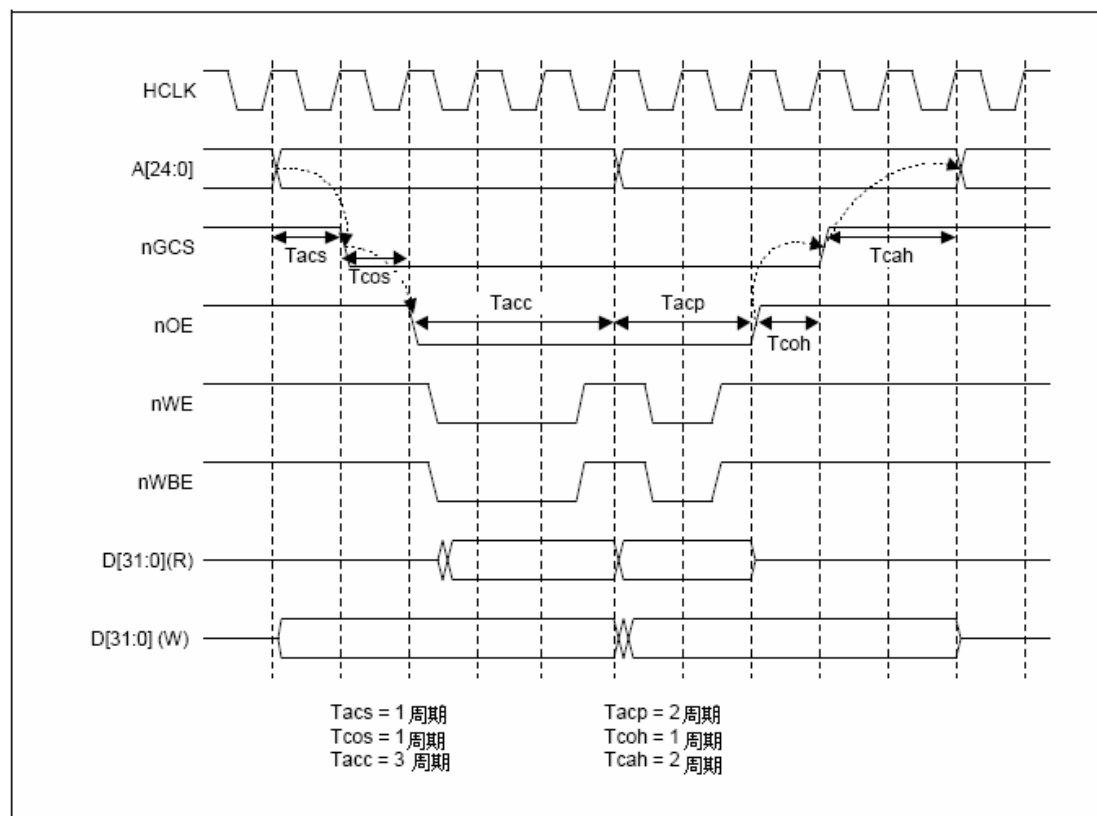 HCLK
A[24:0]
nGCS
Tacs
Tcos
Tcah
nOE
Tacc
Tacp
Tcoh
nWE
nWBE
D[31:0](R)
D[31:0] (W)
Tacs = 1 周期
Tcos = 1 周期
Tacc = 3 周期
Tacp = 2 周期
Tcoh = 1 周期
Tcah = 2 周期